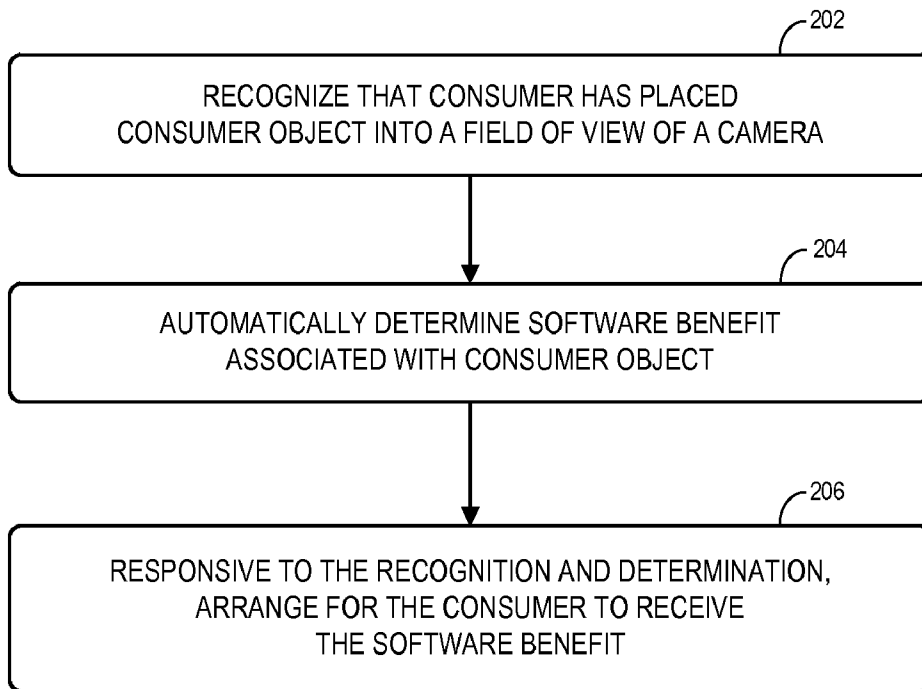 202
RECOGNIZE THAT CONSUMER HAS PLACED
CONSUMER OBJECT INTO A FIELD OF VIEW OF A CAMERA
204
AUTOMATICALLY DETERMINE SOFTWARE BENEFIT
ASSOCIATED WITH CONSUMER OBJECT
206
RESPONSIVE TO THE RECOGNITION AND DETERMINATION,
ARRANGE FOR THE CONSUMER TO RECEIVE
THE SOFTWARE BENEFIT